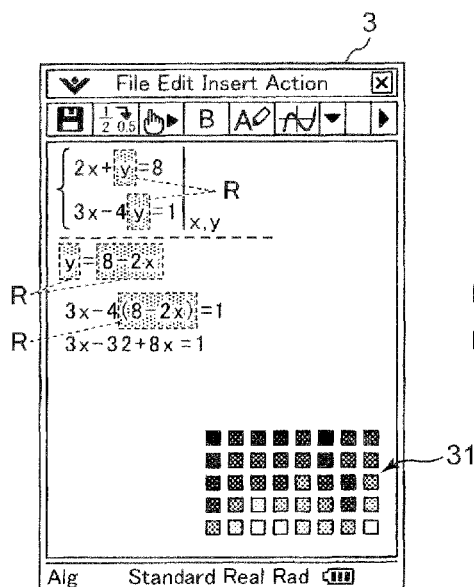 3
File Edit Insert Action
1/2 0.5 B A
2x+y=8
R
3x-4y=1
x,y
y=8-2x
R
3x-4(8-2x)=1
R
3x-32+8x=1
31
Alg Standard Real Rad